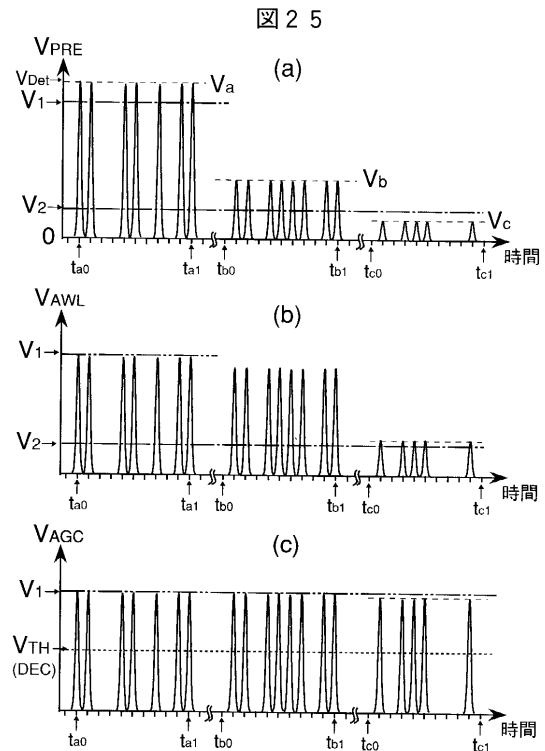 図25
VPRE
(a)
VDet
Va
V1
Vb
V2
Vc
0
ta0
ta1
tb0
tb1
tc0
tc1
時間
VAWL
(b)
V1
V2
ta0
ta1
tb0
tb1
tc0
tc1
時間
VAGC
(c)
V1
VTH
(DEC)
ta0
ta1
tb0
tb1
tc0
tc1
時間